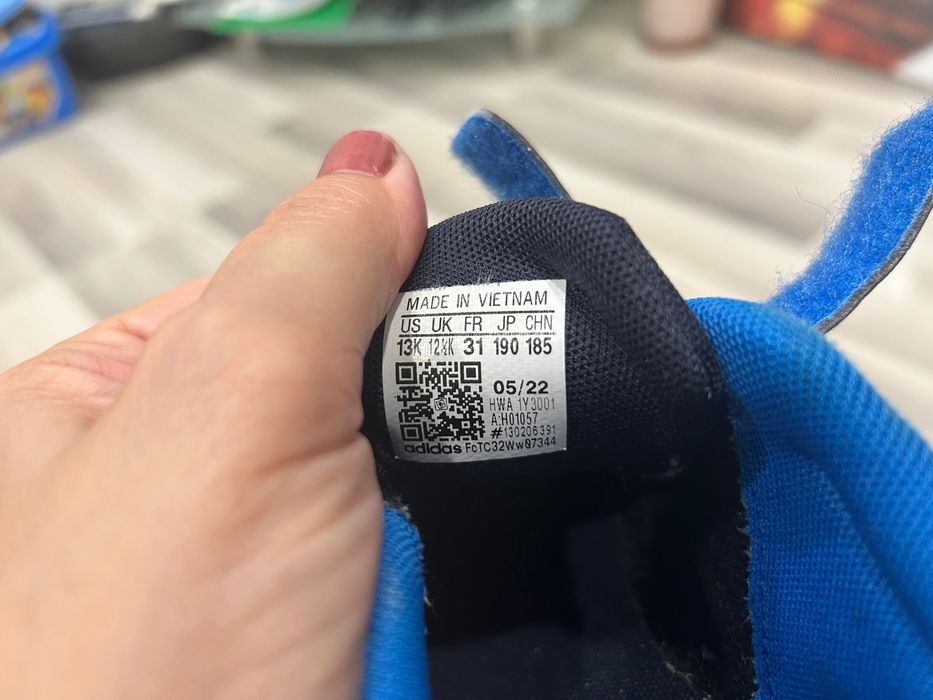 MADE IN VIETNAM
US UK FR JP CHN
13K 12½K 31 190 185
05/22
HWA 1Y3001
A:H01057
#130206391
adidas FcTC32Ww07344